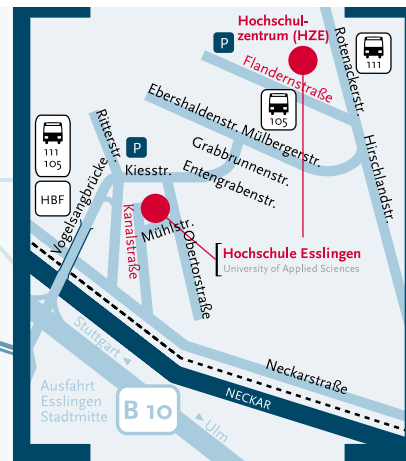 Hochschul-
zentrum (HZE)
P
Flandernstraße
Rotenackerstr.
111
105
Ebershaldenstr.
Mülbergerstr.
Hirschlandstr.
Grabbrunnenstr.
Entengrabenstr.
Ritterstr.
P
Kiesstr.
111
105
HBF
Vogelsangbrücke
Kanalstraße
Mühlstr.
Obertorstraße
Hochschule Esslingen
University of Applied Sciences
Stuttgart
Neckarstraße
NECKAR
Ausfahrt
Esslingen
Stadtmitte
B 10
Ulm